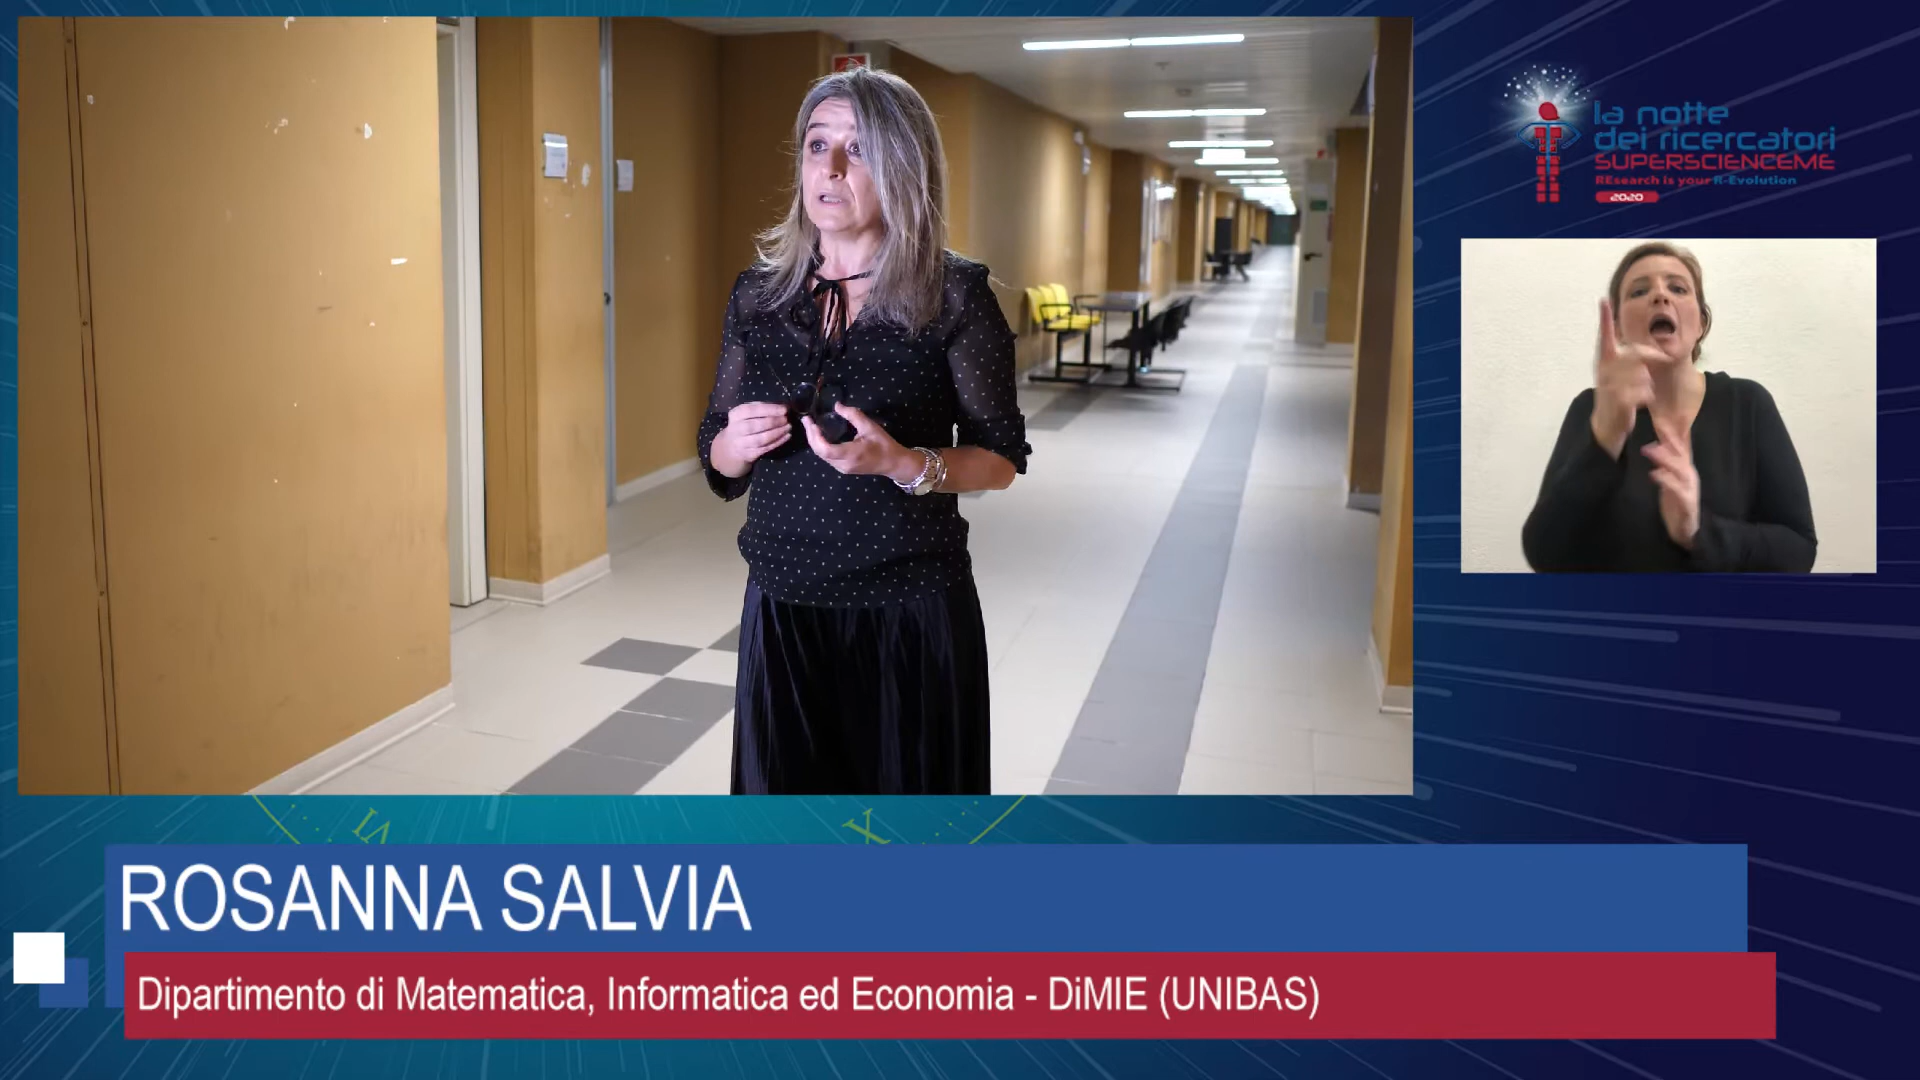 la notte
dei ricercatori
SUPERSCIENCEME
REsearch is your R-Evolution
2020
VI
X
ROSANNA SALVIA
Dipartimento di Matematica, Informatica ed Economia - DiMIE (UNIBAS)